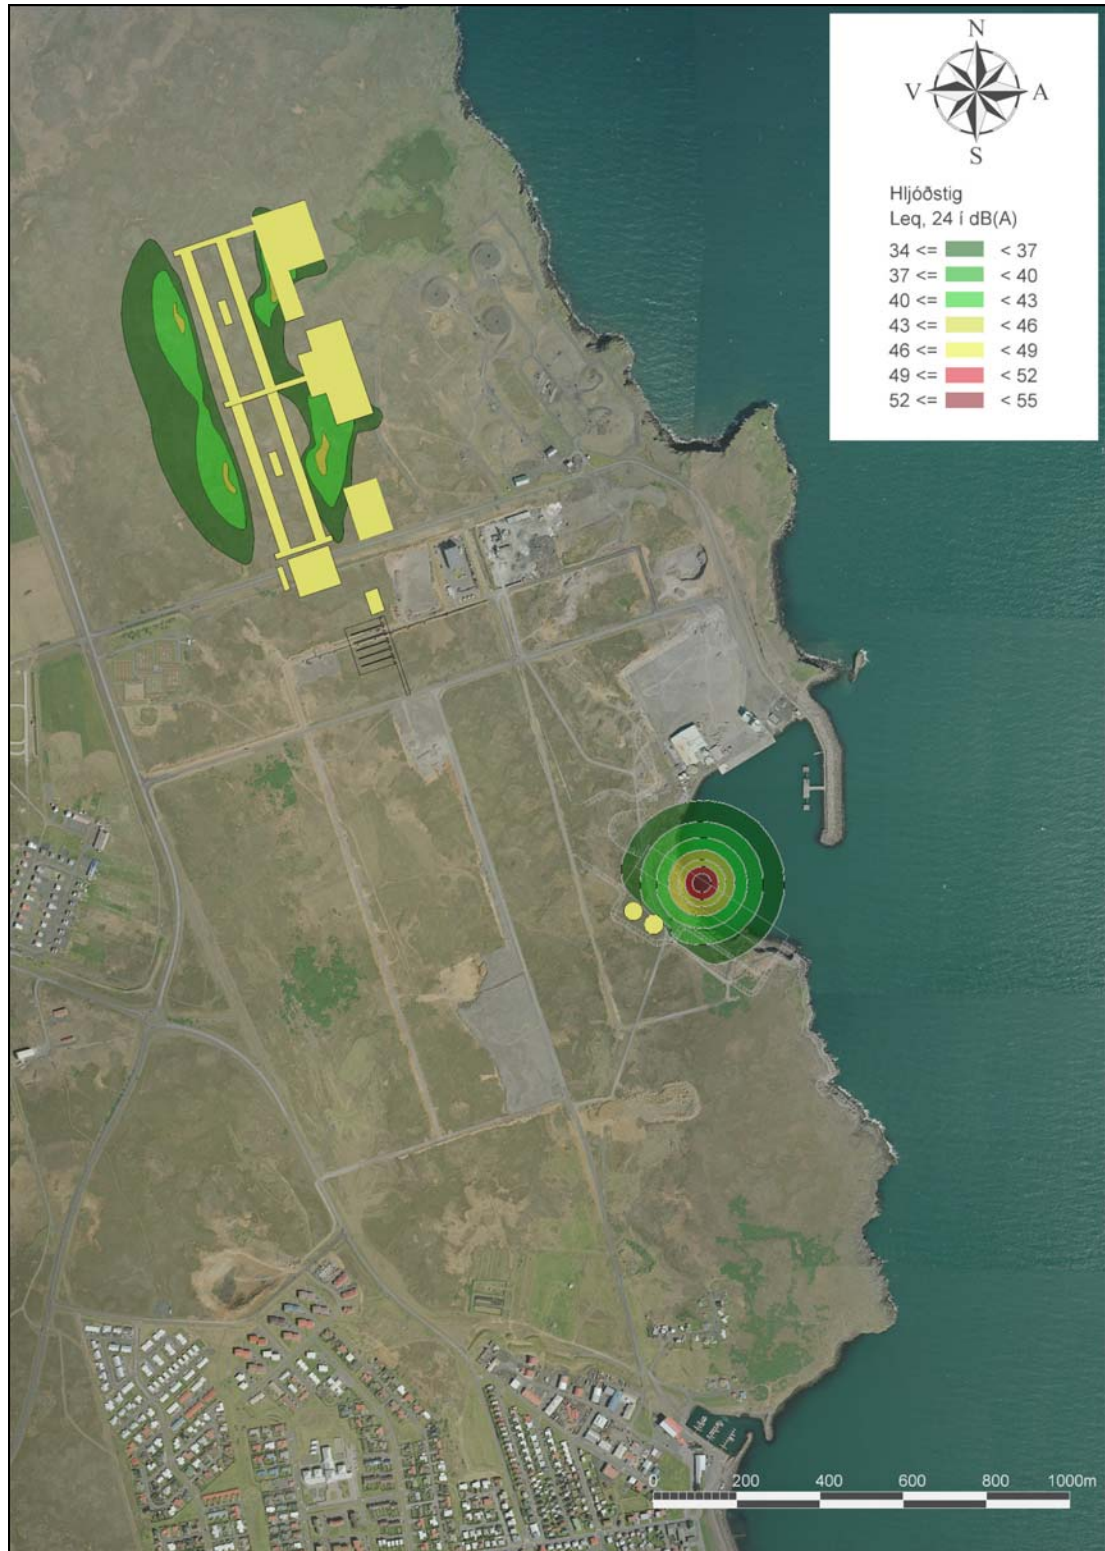 N
V A
S
Hljóðstig
Leq, 24 í dB(A)
34 <= < 37
37 <= < 40
40 <= < 43
43 <= < 46
46 <= < 49
49 <= < 52
52 <= < 55
0 200 400 600 800 1000m